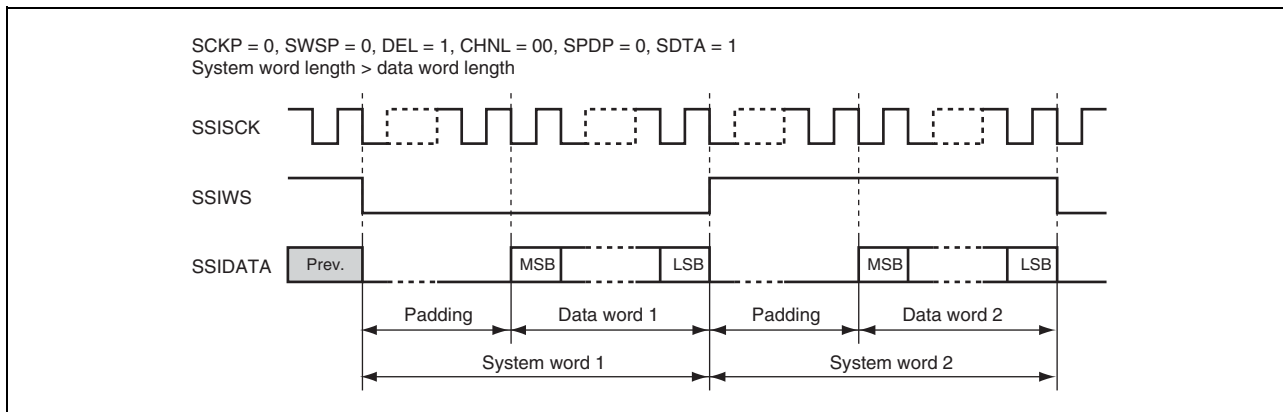 SCKP = 0, SWSP = 0, DEL = 1, CHNL = 00, SPDP = 0, SDTA = 1
System word length > data word length
SSISCK
SSIWS
SSIDATA
Prev.
MSB
LSB
MSB
LSB
Padding
Data word 1
Padding
Data word 2
System word 1
System word 2